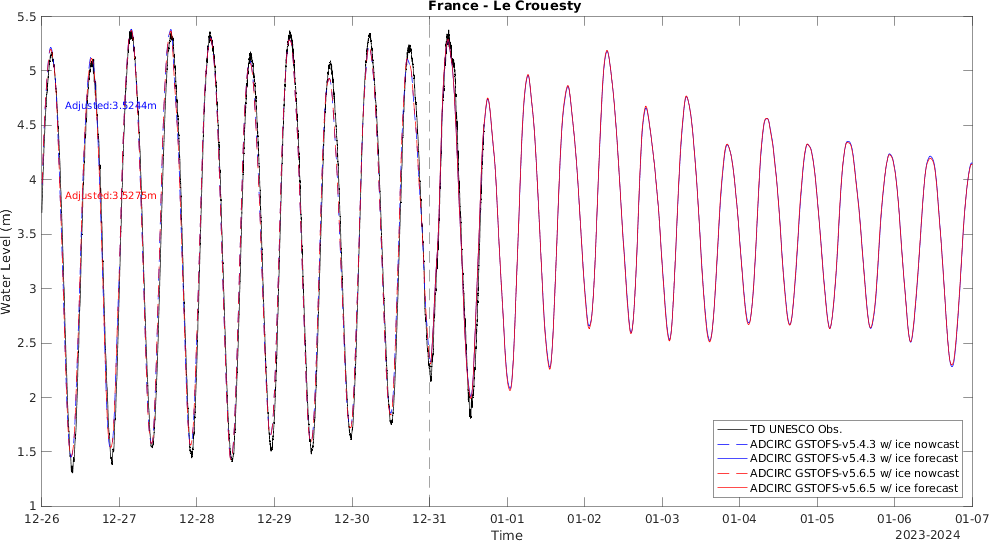 France - Le Crouesty
5.5
5
4.5
4
3.5
3
2.5
2
1.5
1
Water Level (m)
Adjusted:3.5244m
Adjusted:3.5275m
TD UNESCO Obs.
ADCIRC GSTOFS-v5.4.3 w/ ice nowcast
ADCIRC GSTOFS-v5.4.3 w/ ice forecast
ADCIRC GSTOFS-v5.6.5 w/ ice nowcast
ADCIRC GSTOFS-v5.6.5 w/ ice forecast
12-26 12-27 12-28 12-29 12-30 12-31 01-01 01-02 01-03 01-04 01-05 01-06 01-07
Time
2023-2024